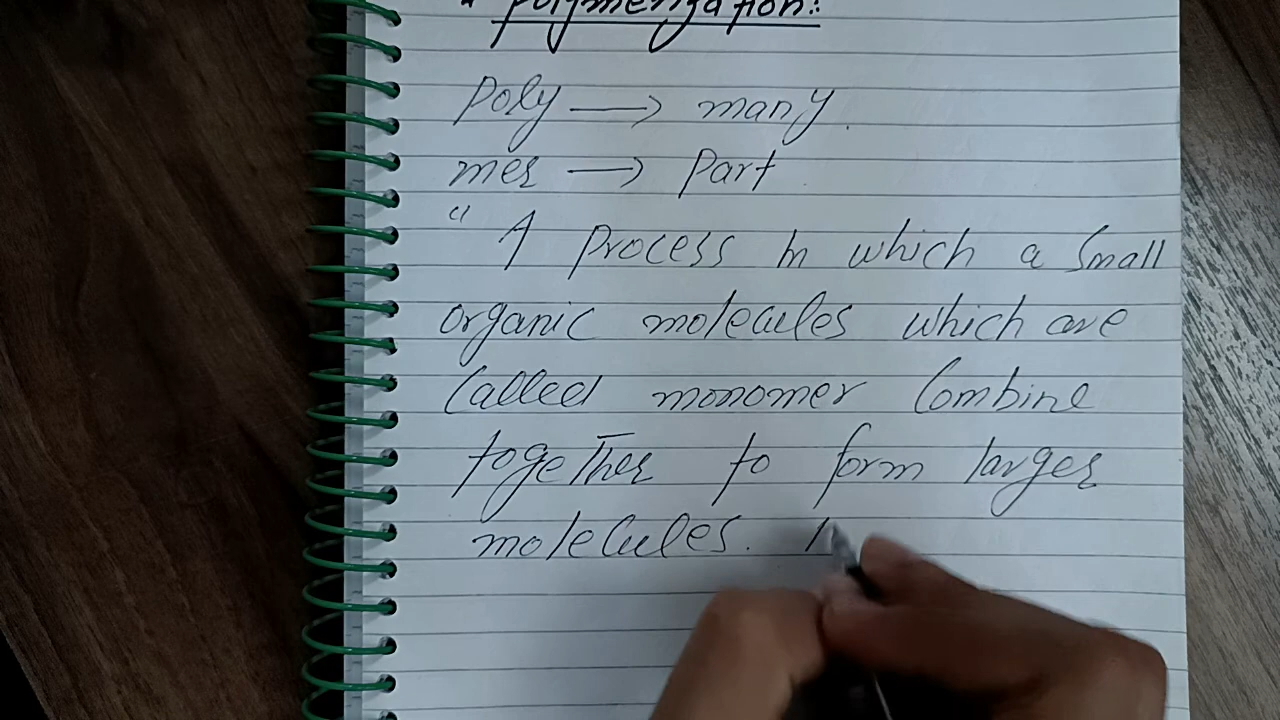 Polymerization:
Poly → many.
mer → Part
" A Process in which a small
organic molecules which are
Called monomer Combine
together to form larger
molecules.